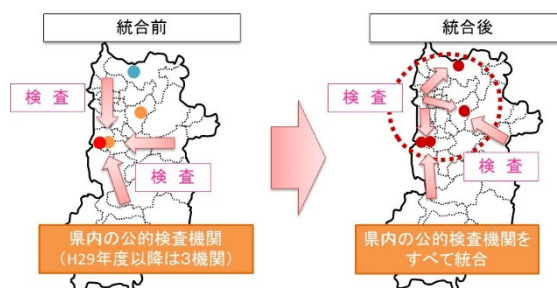 統合前
検 査
検 査
県内の公的検査機関
（H29年度以降は3機関）
統合後
検 査
検 査
県内の公的検査機関を
すべて統合